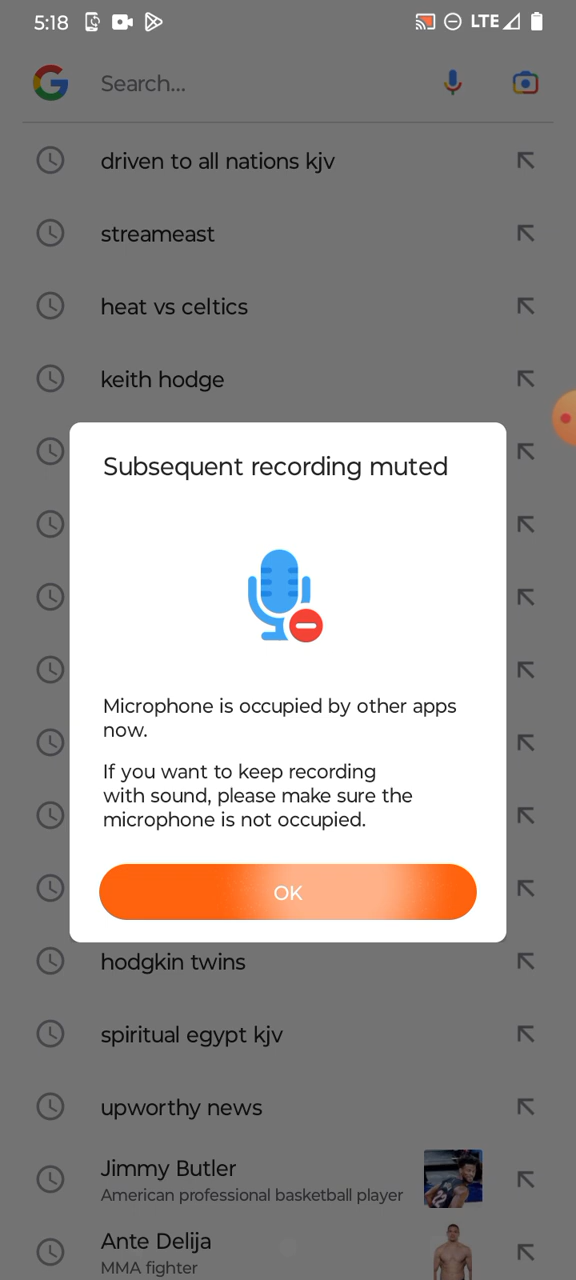 5:18
LTE
Search...
driven to all nations kjv
streameast
heat vs celtics
keith hodge
Subsequent recording muted
Microphone is occupied by other apps
now.
If you want to keep recording
with sound, please make sure the
microphone is not occupied.
OK
hodgkin twins
spiritual egypt kjv
upworthy news
Jimmy Butler
American professional basketball player
Ante Delija
MMA fighter